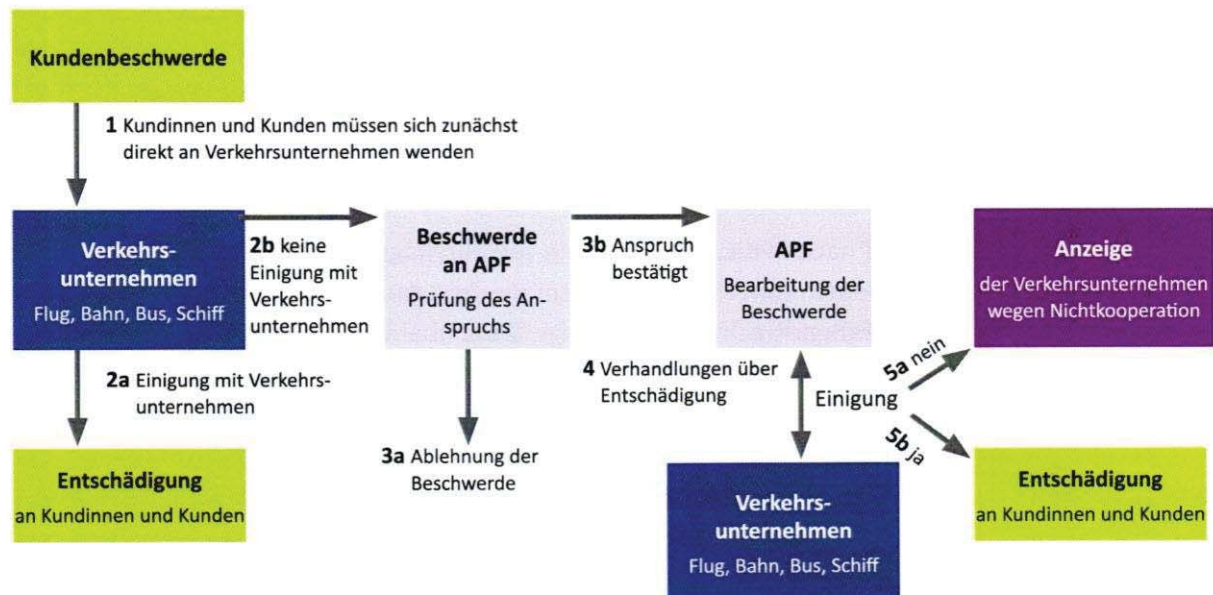 Kundenbeschwerde
1 Kundinnen und Kunden müssen sich zunächst
direkt an Verkehrsunternehmen wenden
Verkehrs-
unternehmen
Flug, Bahn, Bus, Schiff
2b keine
Einigung mit
Verkehrs-
unternehmen
Beschwerde
an APF
Prüfung des An-
spruchs
3b Anspruch
bestätigt
APF
Bearbeitung der
Beschwerde
Anzeige
der Verkehrsunternehmen
wegen Nichtkooperation
2a Einigung mit Verkehrs-
unternehmen
Entschädigung
an Kundinnen und Kunden
3a Ablehnung der
Beschwerde
4 Verhandlungen über
Entschädigung
Einigung
5a nein
5b ja
Verkehrs-
unternehmen
Flug, Bahn, Bus, Schiff
Entschädigung
an Kundinnen und Kunden